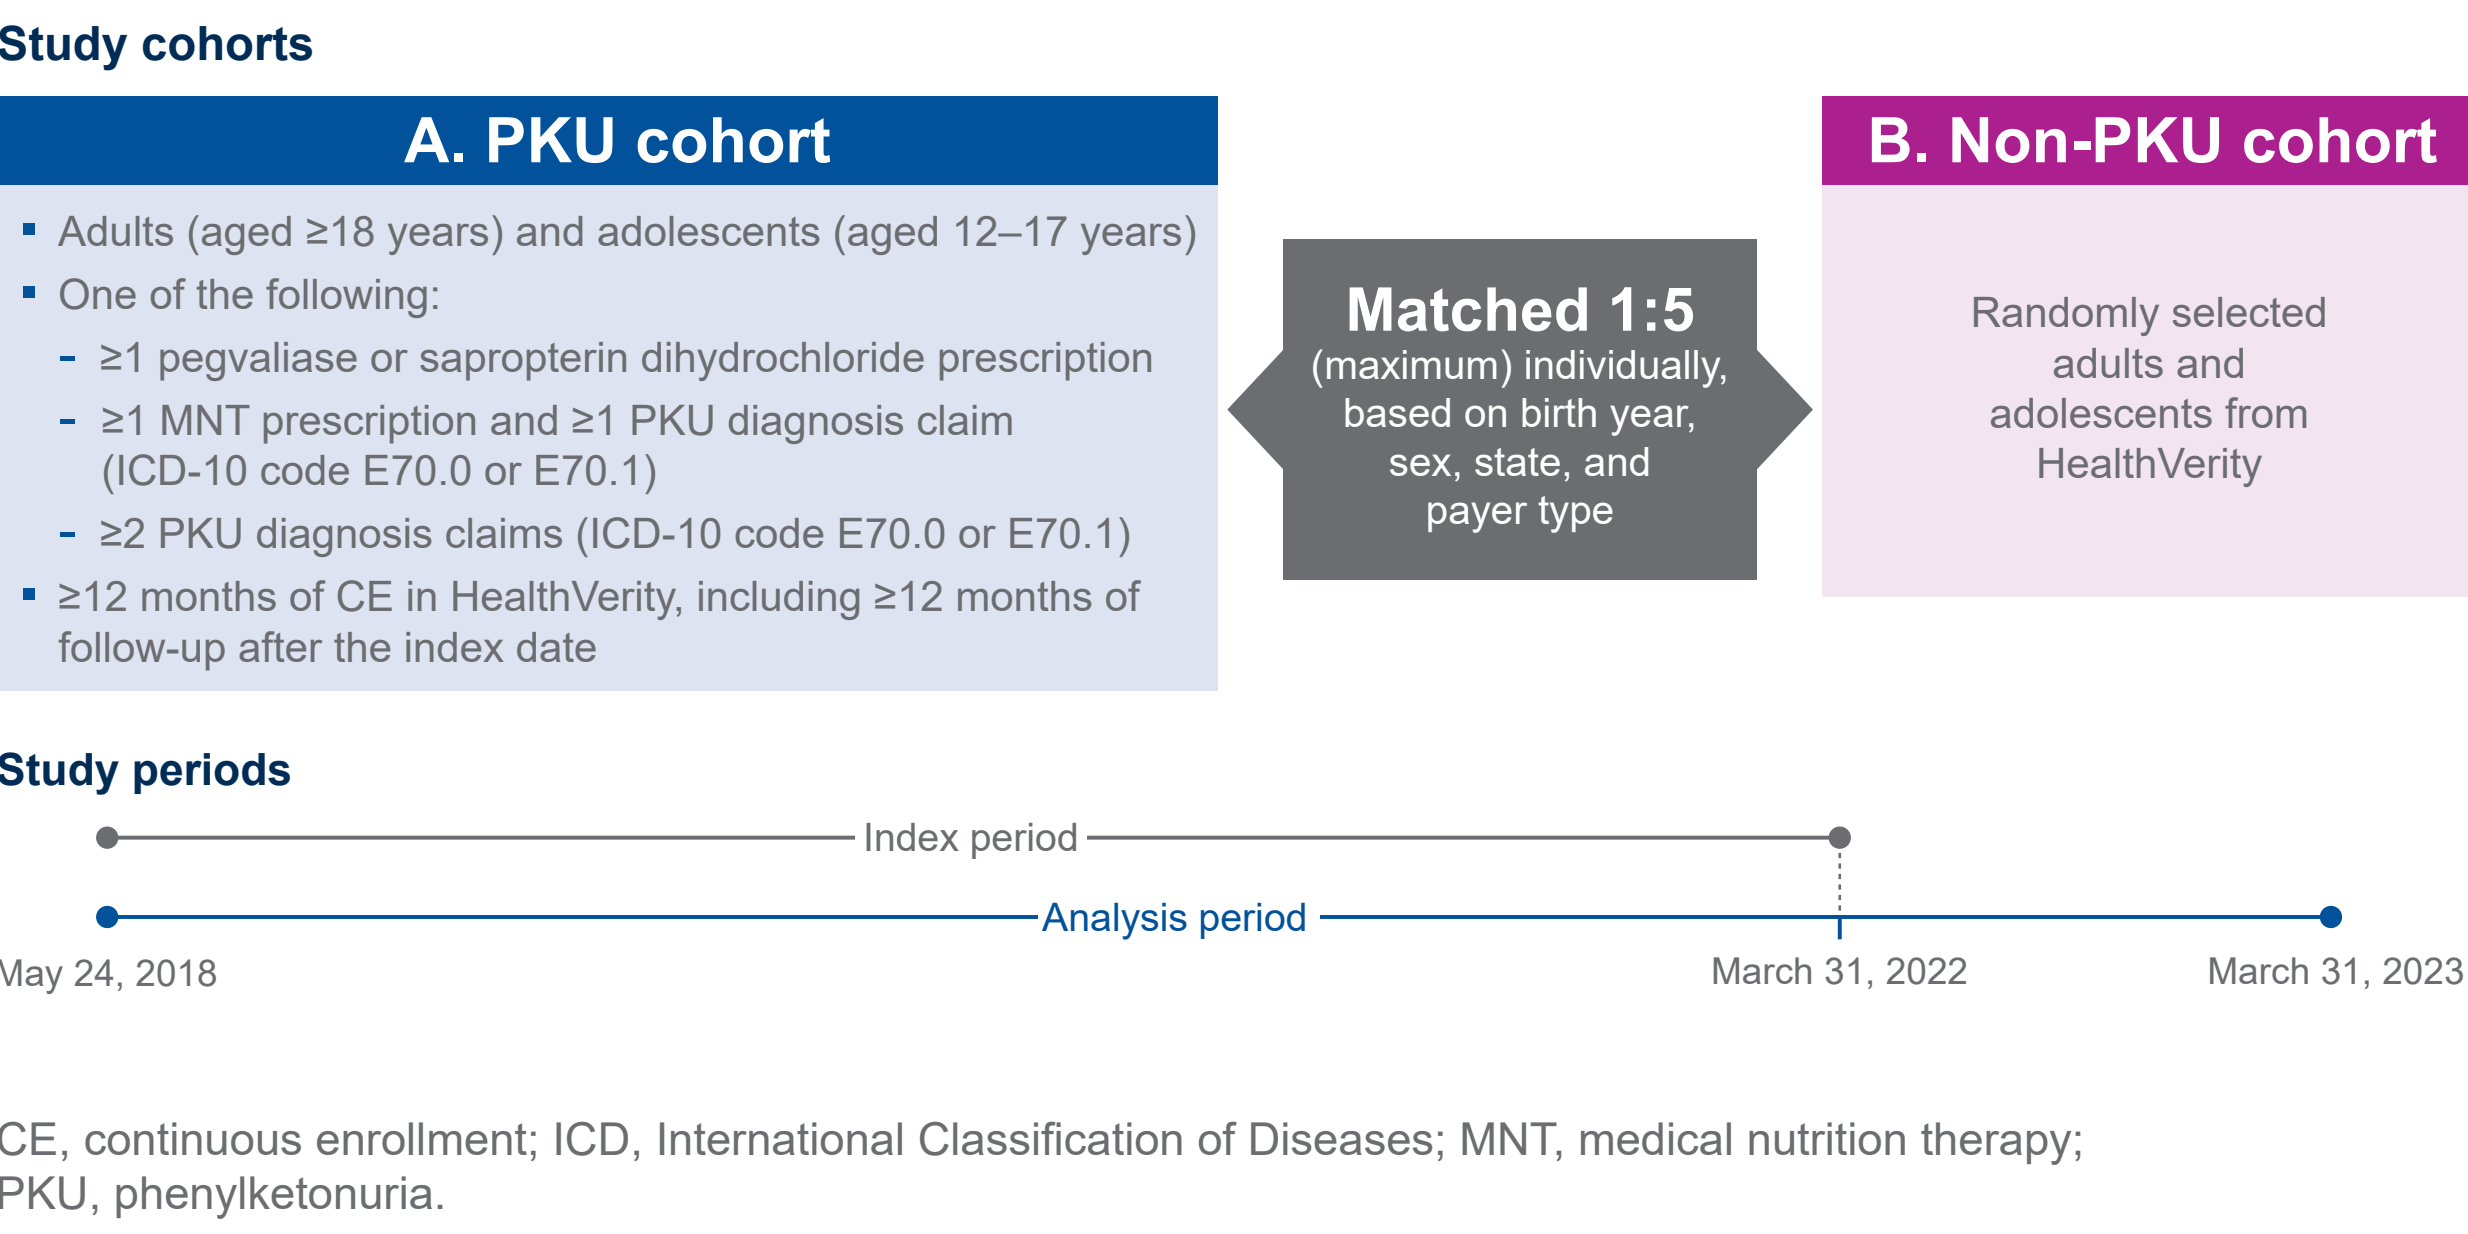 Study cohorts
A. PKU cohort
▪ Adults (aged ≥18 years) and adolescents (aged 12–17 years)
▪ One of the following:
- ≥1 pegvaliase or sapropterin dihydrochloride prescription
- ≥1 MNT prescription and ≥1 PKU diagnosis claim
(ICD-10 code E70.0 or E70.1)
- ≥2 PKU diagnosis claims (ICD-10 code E70.0 or E70.1)
▪ ≥12 months of CE in HealthVerity, including ≥12 months of
follow-up after the index date
Matched 1:5
(maximum) individually,
based on birth year,
sex, state, and
payer type
B. Non-PKU cohort
Randomly selected
adults and
adolescents from
HealthVerity
Study periods
Index period
Analysis period
May 24, 2018
March 31, 2022
March 31, 2023
CE, continuous enrollment; ICD, International Classification of Diseases; MNT, medical nutrition therapy;
PKU, phenylketonuria.